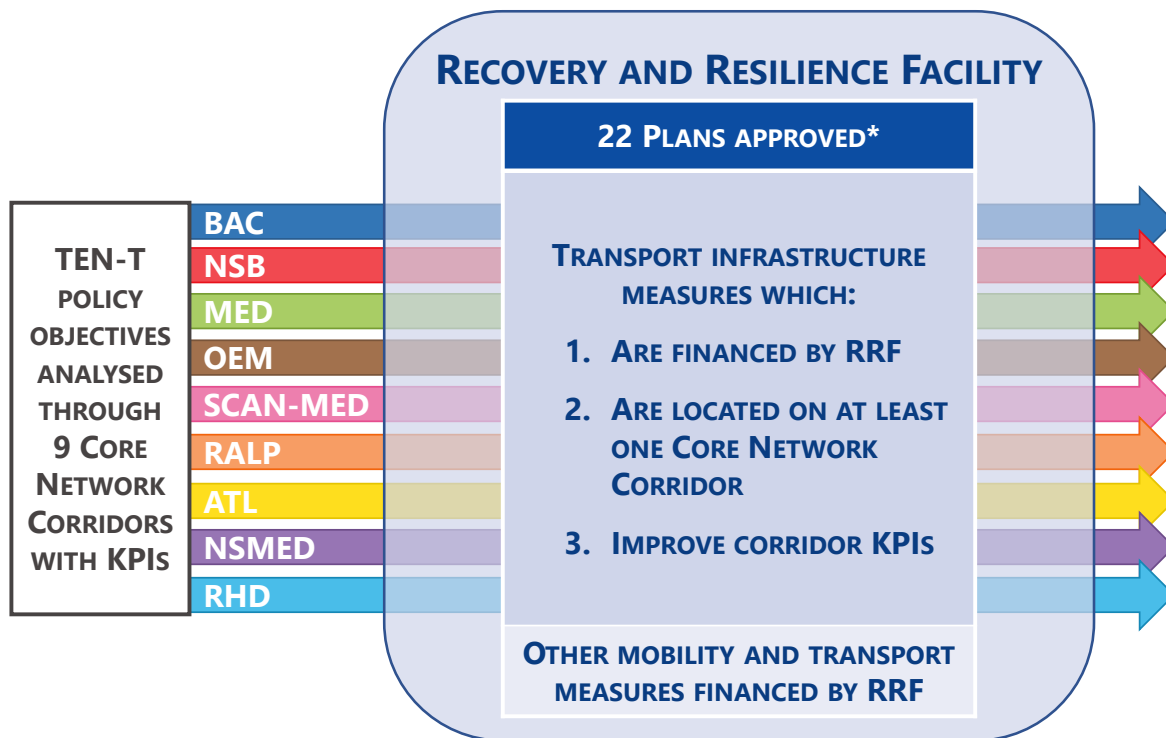 RECOVERY AND RESILIENCE FACILITY
22 PLANS APPROVED*
TEN-T
POLICY
OBJECTIVES
ANALYSED
THROUGH
9 CORE
NETWORK
CORRIDORS
WITH KPIS
BAC
NSB
MED
OEM
SCAN-MED
RALP
ATL
NSMED
RHD
TRANSPORT INFRASTRUCTURE
MEASURES WHICH:
1. ARE FINANCED BY RRF
2. ARE LOCATED ON AT LEAST
ONE CORE NETWORK
CORRIDOR
3. IMPROVE CORRIDOR KPIS
OTHER MOBILITY AND TRANSPORT
MEASURES FINANCED BY RRF